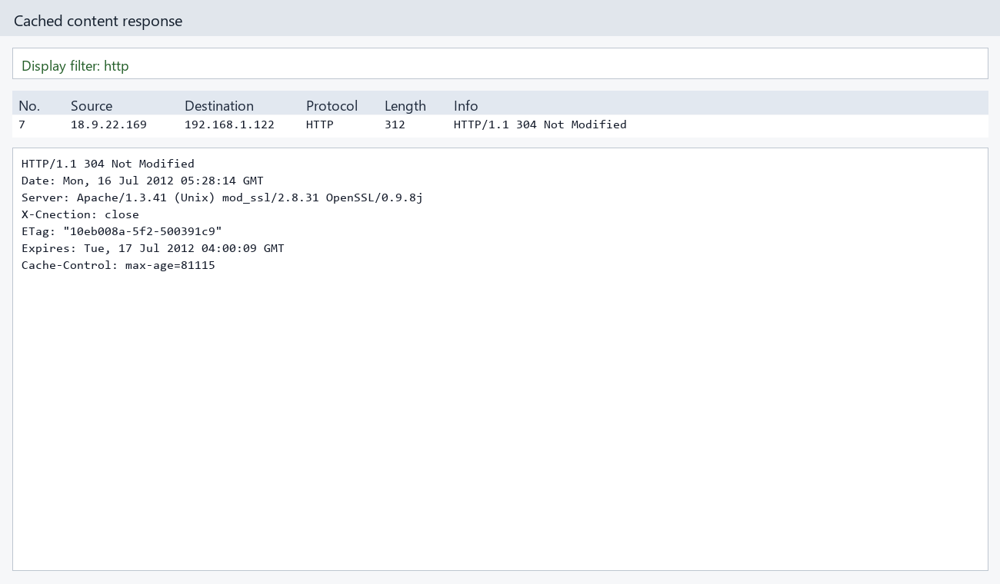 Cached content response
Display filter: http
No. Source Destination Protocol Length Info
7 18.9.22.169 192.168.1.122 HTTP 312 HTTP/1.1 304 Not Modified
HTTP/1.1 304 Not Modified
Date: Mon, 16 Jul 2012 05:28:14 GMT
Server: Apache/1.3.41 (Unix) mod_ssl/2.8.31 OpenSSL/0.9.8j
X-Cnection: close
ETag: "10eb008a-5f2-500391c9"
Expires: Tue, 17 Jul 2012 04:00:09 GMT
Cache-Control: max-age=81115